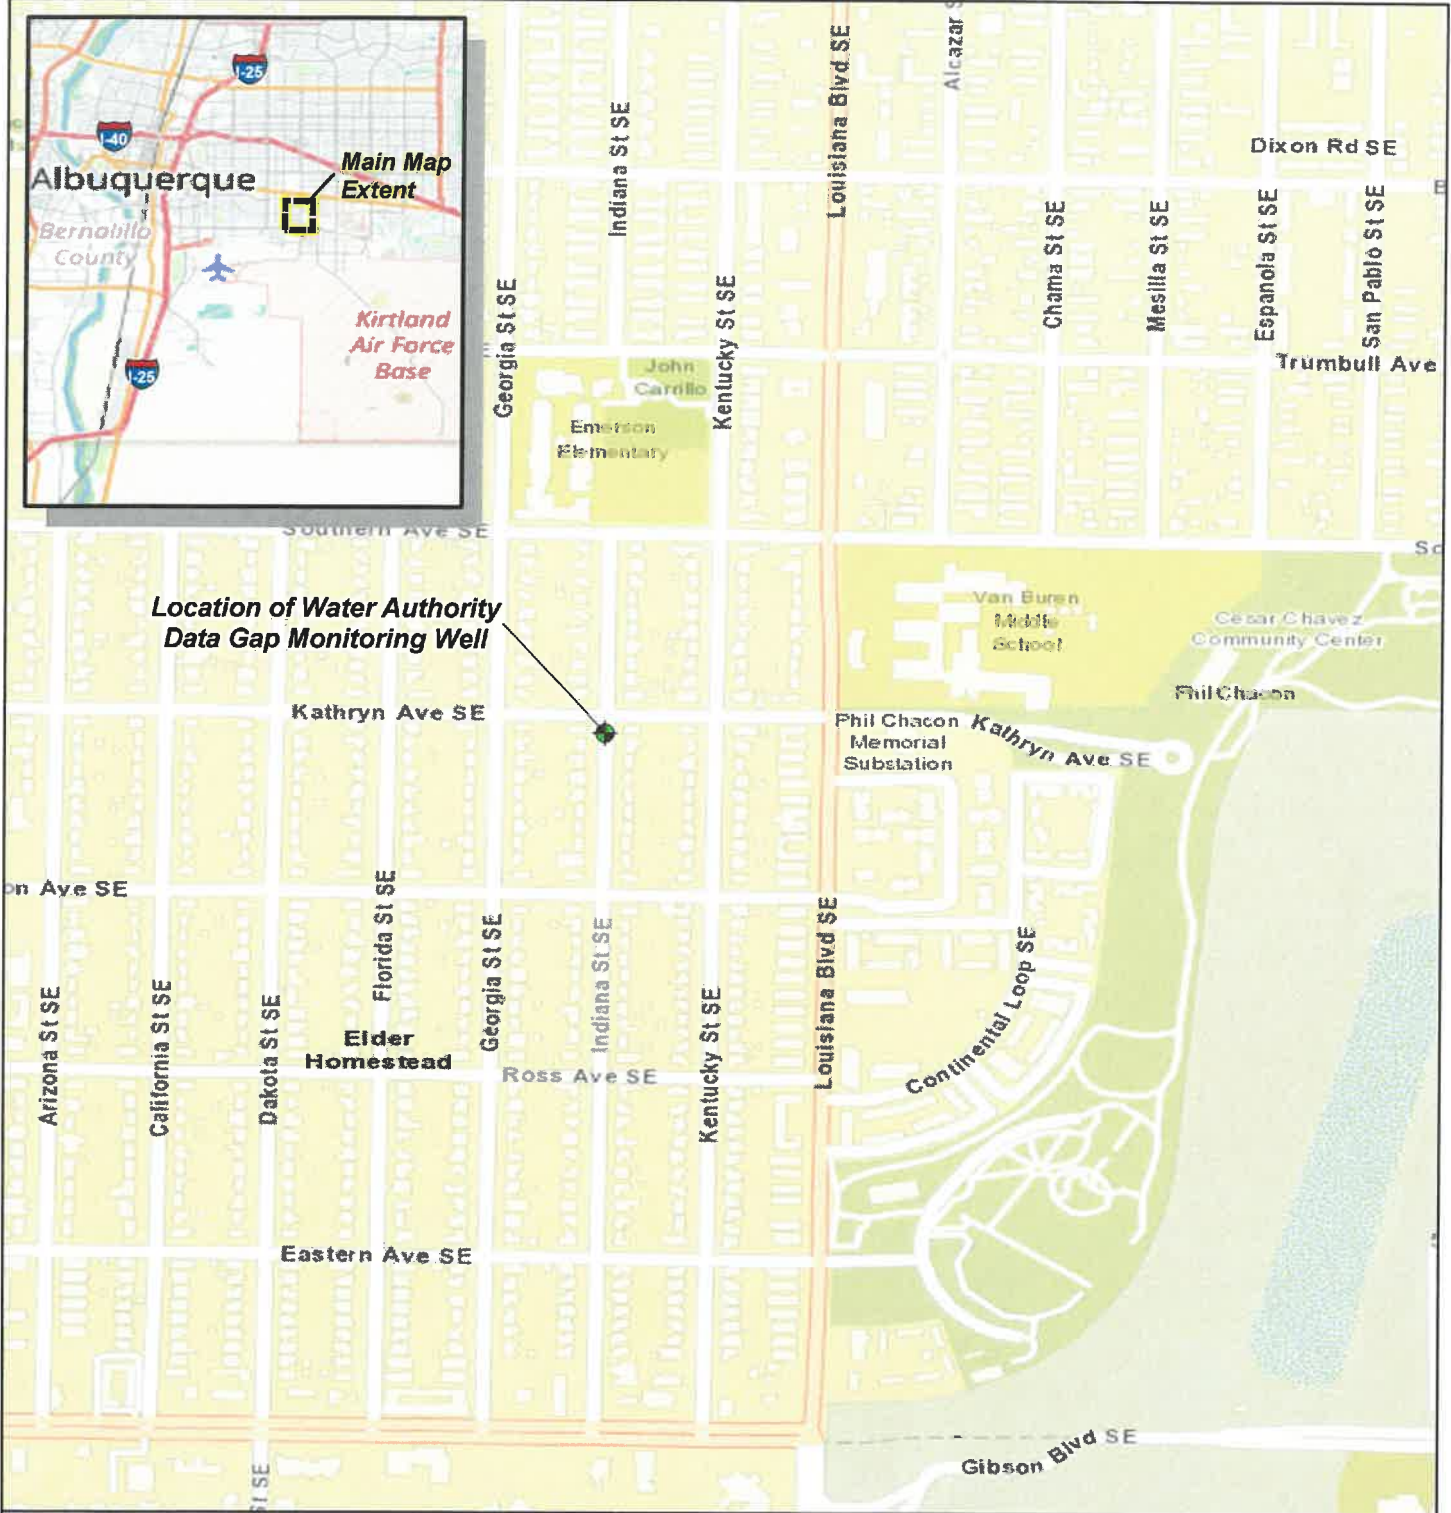 I-25
I-40
Albuquerque
Main Map
Extent
Bernalillo
County
Kirtland
Air Force
Base
I-25
Indiana St SE
Louisiana Blvd SE
Alcazar
Dixon Rd SE
Georgia St SE
Kentucky St SE
Chama St SE
Mesilla St SE
Espanola St SE
San Pablo St SE
Trumbull Ave
John
Carrillo
Emerson
Elementary
Southern Ave SE
Location of Water Authority
Data Gap Monitoring Well
Van Buren
Middle
School
Cesar Chavez
Community Center
Phil Chacon
Kathryn Ave SE
Phil Chacon
Memorial
Substation
Kathryn Ave SE
on Ave SE
Arizona St SE
California St SE
Dakota St SE
Florida St SE
Georgia St SE
Indiana St SE
Kentucky St SE
Louisiana Blvd SE
Continental Loop SE
Elder
Homestead
Ross Ave SE
Eastern Ave SE
Gibson Blvd SE
St SE